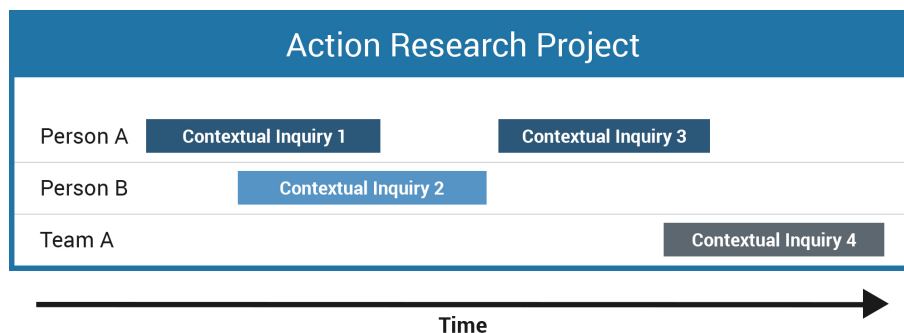 Action Research Project
Person A
Contextual Inquiry 1
Contextual Inquiry 3
Person B
Contextual Inquiry 2
Team A
Contextual Inquiry 4
Time